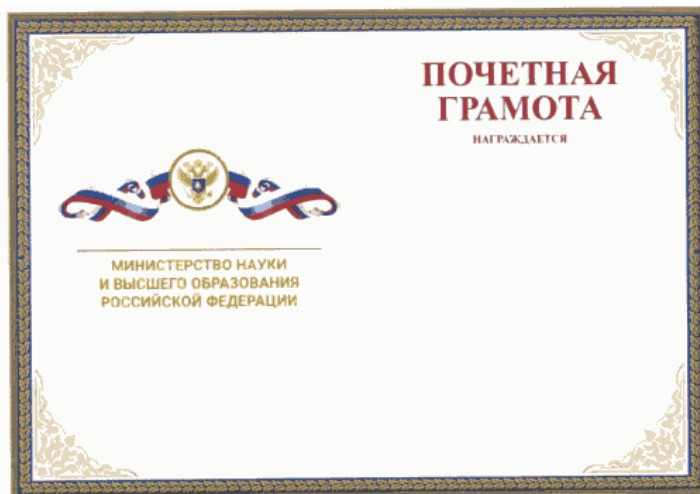 МИНИСТЕРСТВО НАУКИ
И ВЫСШЕГО ОБРАЗОВАНИЯ
РОССИЙСКОЙ ФЕДЕРАЦИИ
ПОЧЕТНАЯ
ГРАМОТА
НАГРАЖДАЕТСЯ